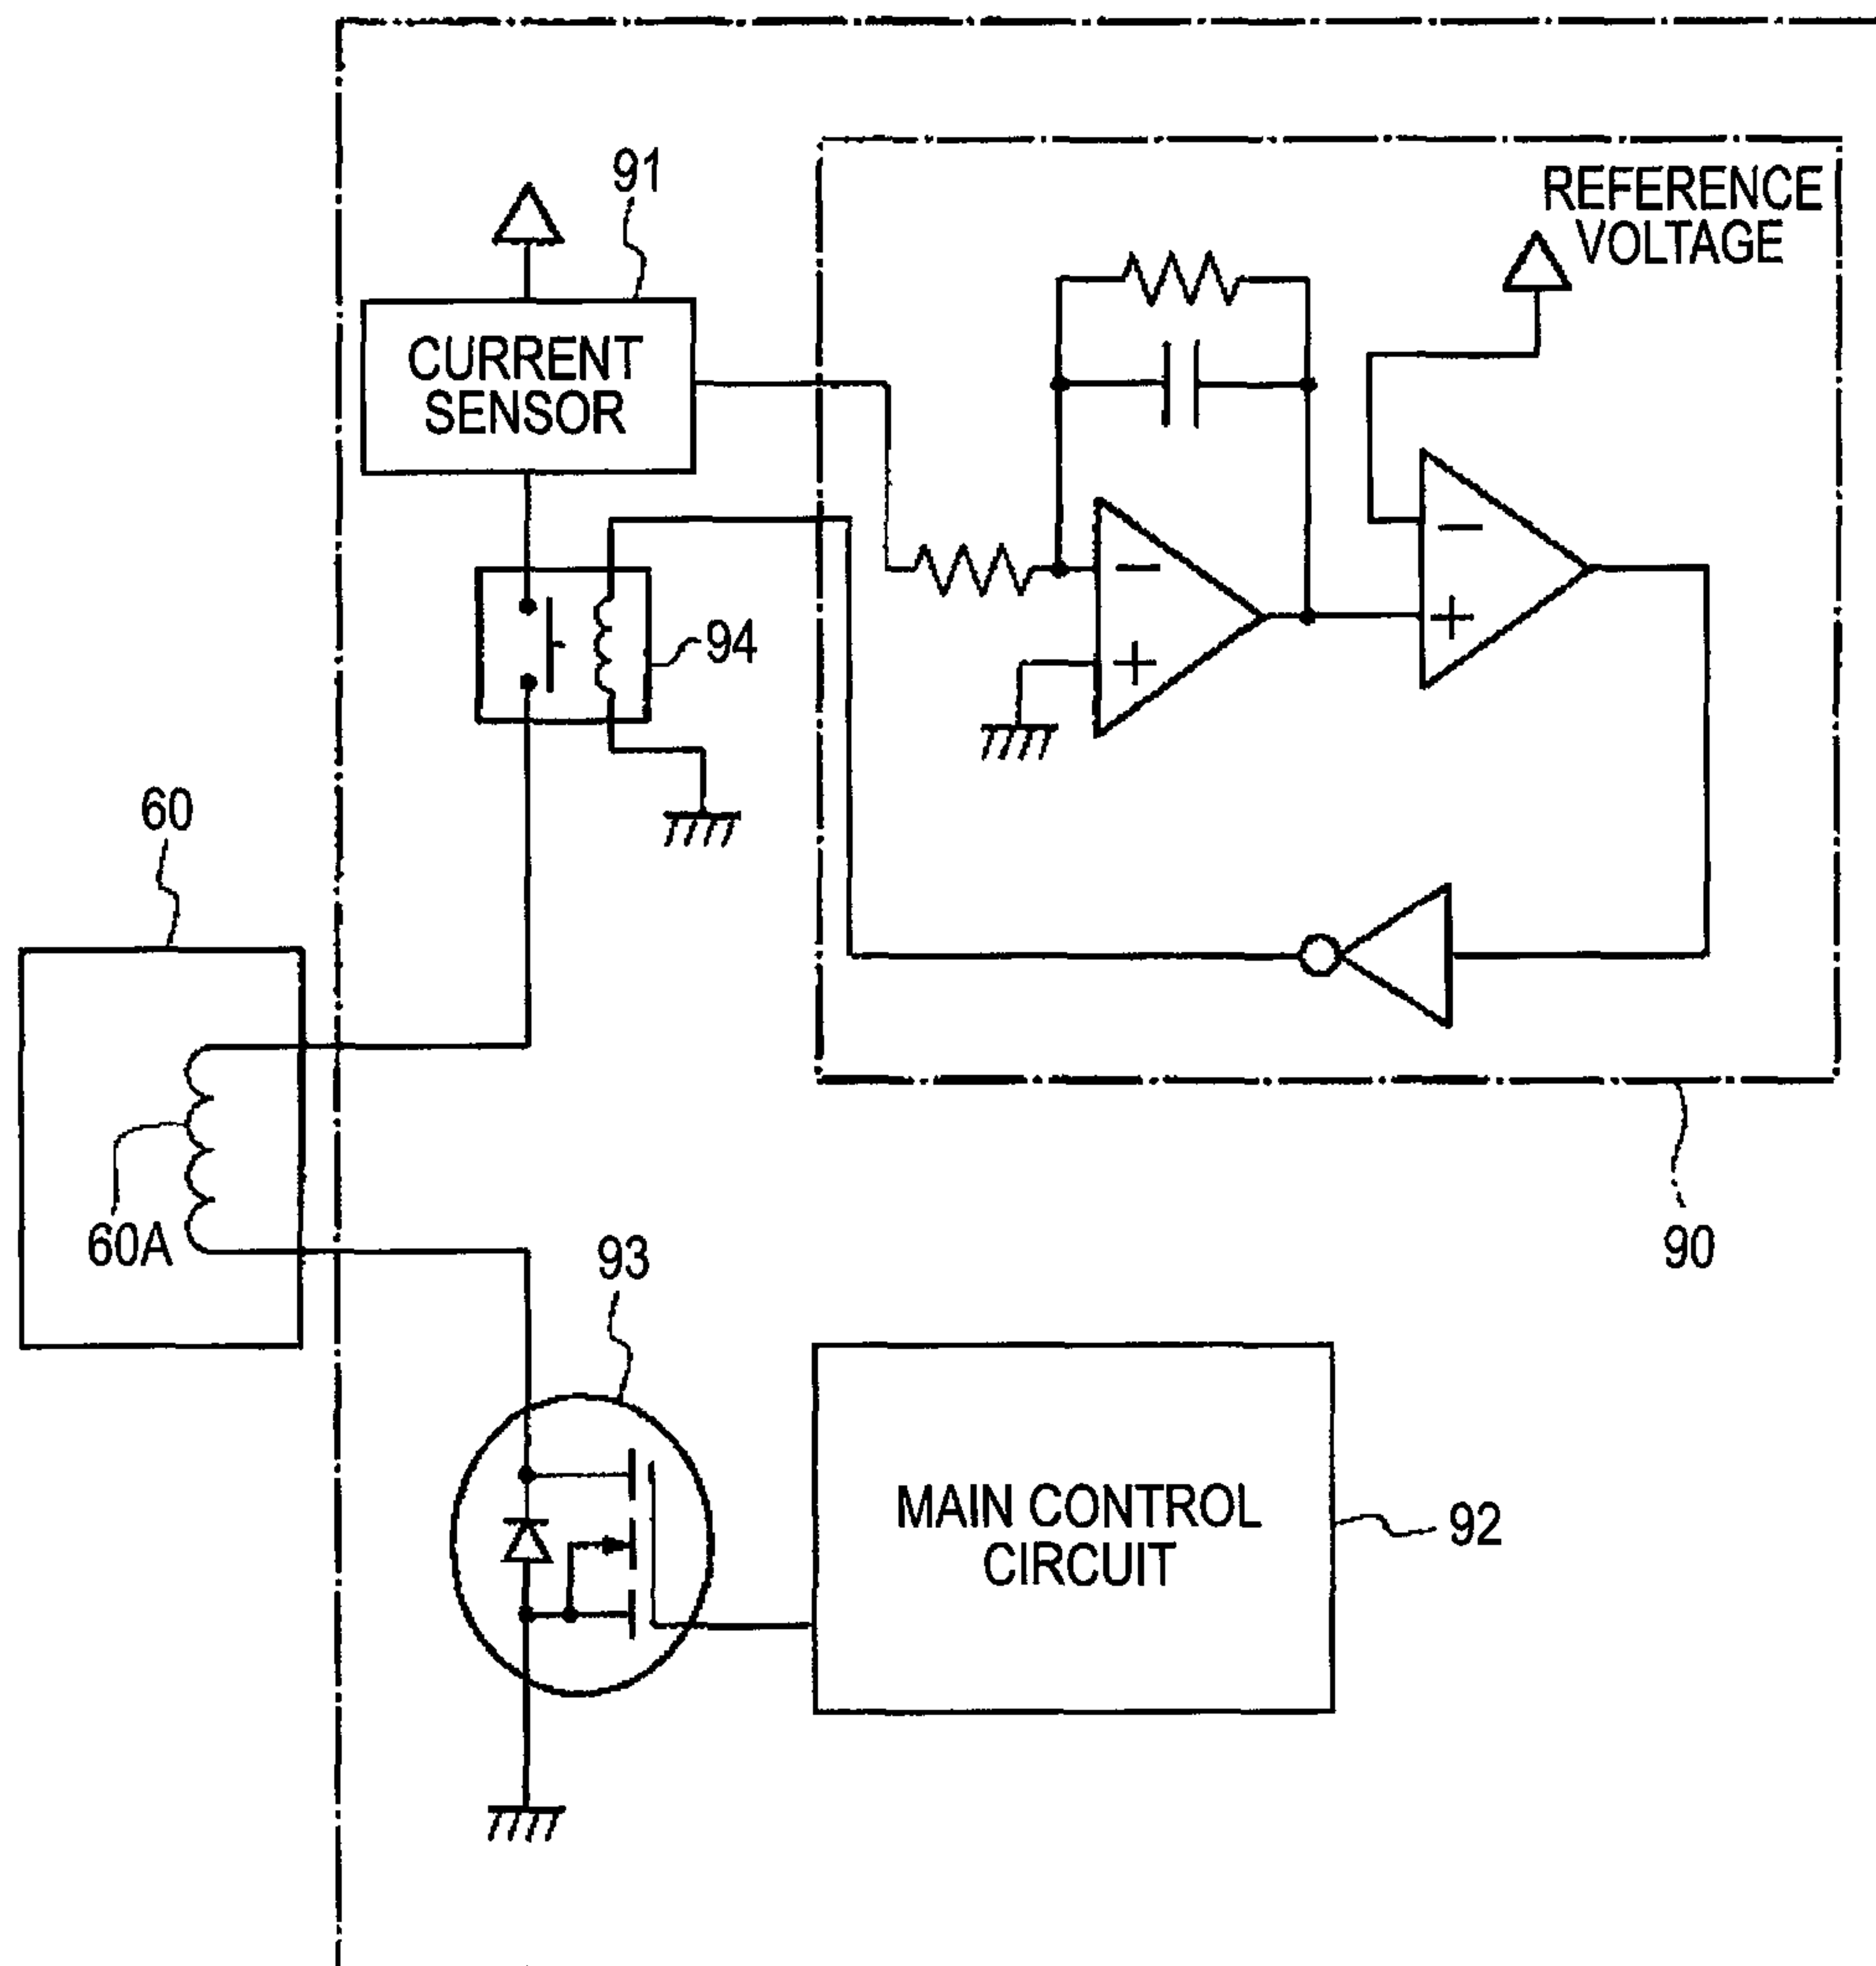 91
REFERENCE
VOLTAGE
CURRENT
SENSOR
−
−
+
+
94
60
60A
93
90
MAIN CONTROL
CIRCUIT
92